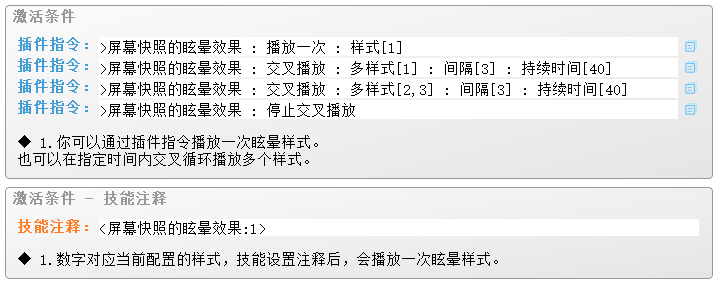 激活条件
插件指令：>屏幕快照的眩晕效果 : 播放一次 : 样式[1]
插件指令：>屏幕快照的眩晕效果 : 交叉播放 : 多样式[1] : 间隔[3] : 持续时间[40]
插件指令：>屏幕快照的眩晕效果 : 交叉播放 : 多样式[2,3] : 间隔[3] : 持续时间[40]
插件指令：>屏幕快照的眩晕效果 : 停止交叉播放
◆ 1.你可以通过插件指令播放一次眩晕样式。
也可以在指定时间内交叉循环播放多个样式。
激活条件 - 技能注释
技能注释：<屏幕快照的眩晕效果:1>
◆ 1.数字对应当前配置的样式，技能设置注释后，会播放一次眩晕样式。